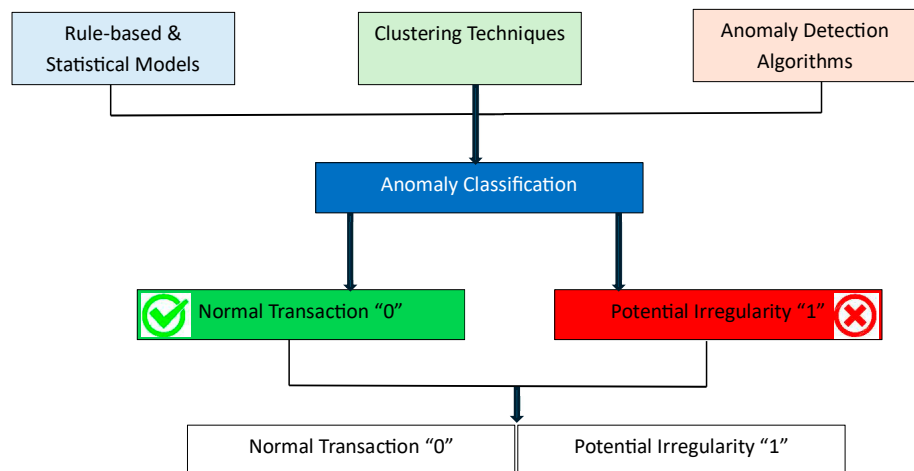 Rule-based &
Statistical Models
Clustering Techniques
Anomaly Detection
Algorithms
Anomaly Classification
Normal Transaction “0”
Potential Irregularity “1”
Normal Transaction “0”
Potential Irregularity “1”